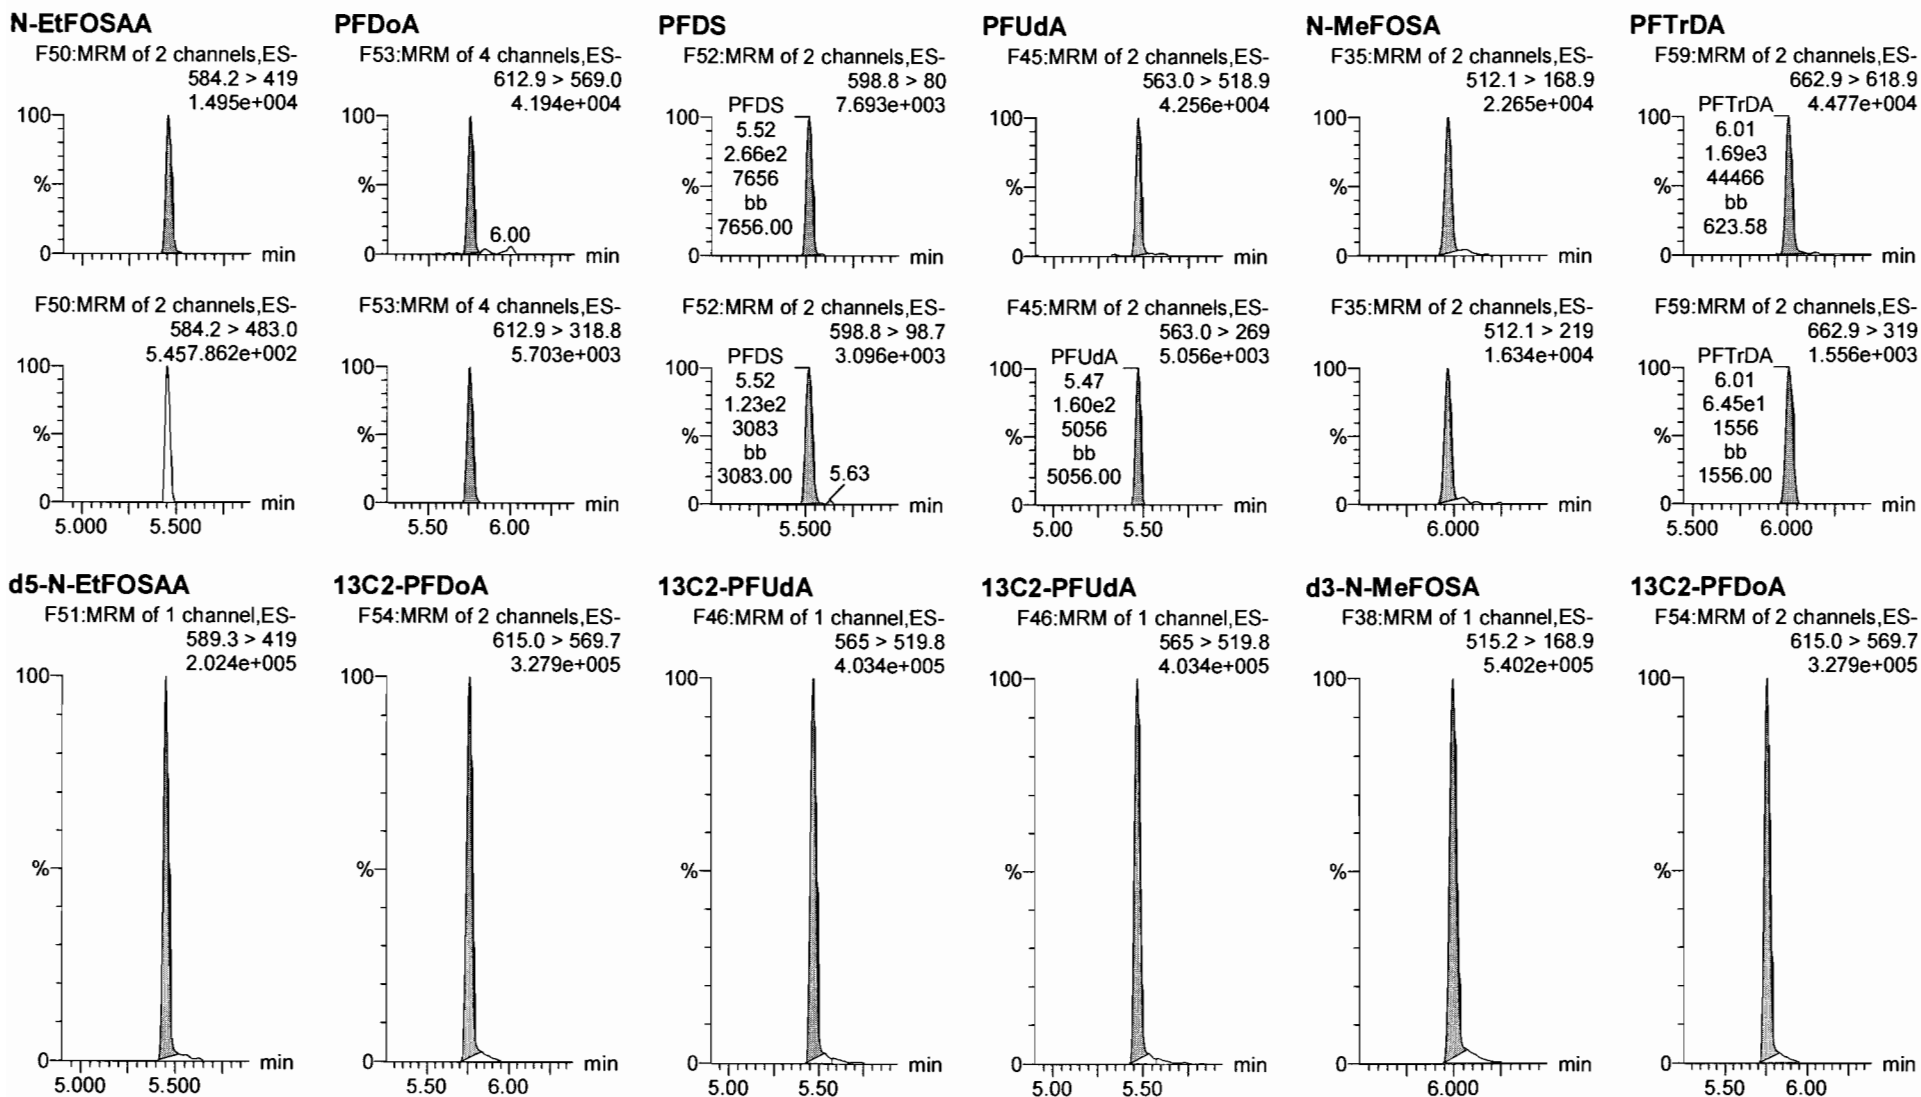 N-EtFOSAA
F50:MRM of 2 channels,ES-
584.2 > 419
1.495e+004
100
%
0
min
F50:MRM of 2 channels,ES-
584.2 > 483.0
5.457.862e+002
100
%
0
min
5.000 5.500
PFDoA
F53:MRM of 4 channels,ES-
612.9 > 569.0
4.194e+004
100
%
6.00
0
min
F53:MRM of 4 channels,ES-
612.9 > 318.8
5.703e+003
100
%
0
min
5.50 6.00
PFDS
F52:MRM of 2 channels,ES-
598.8 > 80
7.693e+003
100
PFDS
5.52
2.66e2
7656
bb
7656.00
%
0
min
F52:MRM of 2 channels,ES-
598.8 > 98.7
3.096e+003
100
PFDS
5.52
1.23e2
3083
bb
3083.00
%
5.63
0
min
5.500
PFUdA
F45:MRM of 2 channels,ES-
563.0 > 518.9
4.256e+004
100
%
0
min
F45:MRM of 2 channels,ES-
563.0 > 269
5.056e+003
100
PFUdA
5.47
1.60e2
5056
bb
5056.00
%
0
min
5.00 5.50
N-MeFOSA
F35:MRM of 2 channels,ES-
512.1 > 168.9
2.265e+004
100
%
0
min
F35:MRM of 2 channels,ES-
512.1 > 219
1.634e+004
100
%
0
min
6.000
PFTrDA
F59:MRM of 2 channels,ES-
662.9 > 618.9
4.477e+004
100
PFTrDA
6.01
1.69e3
44466
bb
623.58
%
0
min
F59:MRM of 2 channels,ES-
662.9 > 319
1.556e+003
100
PFTrDA
6.01
6.45e1
1556
bb
1556.00
%
0
min
5.500 6.000
d5-N-EtFOSAA
F51:MRM of 1 channel,ES-
589.3 > 419
2.024e+005
100
%
0
min
5.000 5.500
13C2-PFDoA
F54:MRM of 2 channels,ES-
615.0 > 569.7
3.279e+005
100
%
0
min
5.50 6.00
13C2-PFUdA
F46:MRM of 1 channel,ES-
565 > 519.8
4.034e+005
100
%
0
min
5.00 5.50
13C2-PFUdA
F46:MRM of 1 channel,ES-
565 > 519.8
4.034e+005
100
%
0
min
5.00 5.50
d3-N-MeFOSA
F38:MRM of 1 channel,ES-
515.2 > 168.9
5.402e+005
100
%
0
min
6.000
13C2-PFDoA
F54:MRM of 2 channels,ES-
615.0 > 569.7
3.279e+005
100
%
0
min
5.50 6.00